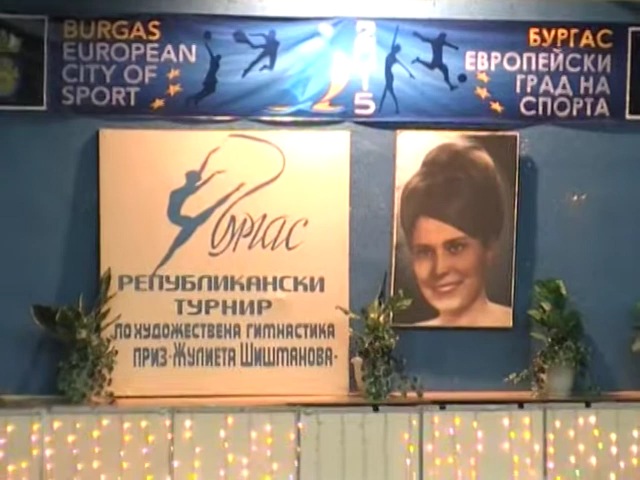 BURGAS
EUROPEAN
CITY OF
SPORT
2015
БУРГАС
ЕВРОПЕЙСКИ
ГРАД НА
СПОРТА
Бургас
РЕПУБЛИКАНСКИ
ТУРНИР
ПО ХУДОЖЕСТВЕНА ГИМНАСТИКА
ПРИЗ-ЖУЛИЕТА ШИШМАНОВА-